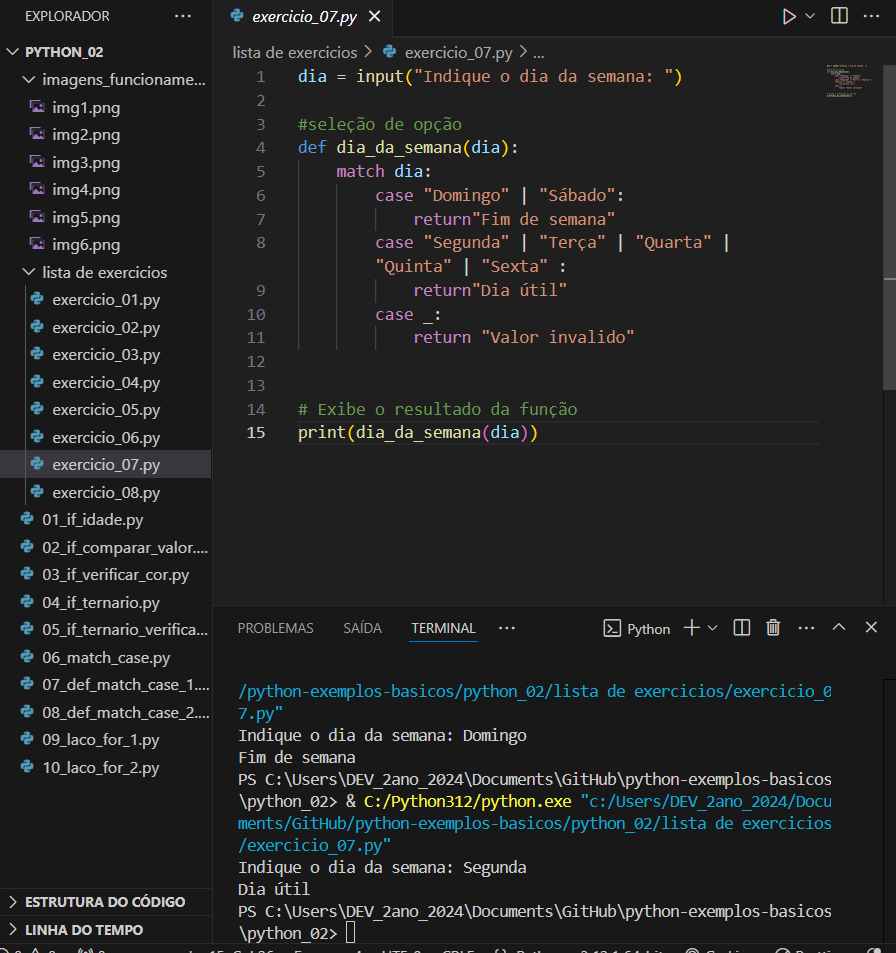 EXPLORADOR ...
PYTHON_02
imagens_funcioname...
img1.png
img2.png
img3.png
img4.png
img5.png
img6.png
lista de exercicios
exercicio_01.py
exercicio_02.py
exercicio_03.py
exercicio_04.py
exercicio_05.py
exercicio_06.py
exercicio_07.py
exercicio_08.py
01_if_idade.py
02_if_comparar_valor....
03_if_verificar_cor.py
04_if_ternario.py
05_if_ternario_verifica...
06_match_case.py
07_def_match_case_1....
08_def_match_case_2....
09_laco_for_1.py
10_laco_for_2.py
ESTRUTURA DO CÓDIGO
LINHA DO TEMPO
exercicio_07.py
lista de exercicios > exercicio_07.py > ...
1 dia = input("Indique o dia da semana: ")
2
3 #seleção de opção
4 def dia_da_semana(dia):
5 match dia:
6 case "Domingo" | "Sábado":
7 return"Fim de semana"
8 case "Segunda" | "Terça" | "Quarta" |
"Quinta" | "Sexta" :
9 return"Dia útil"
10 case _:
11 return "Valor invalido"
12
13
14 # Exibe o resultado da função
15 print(dia_da_semana(dia))
PROBLEMAS SAÍDA TERMINAL ... Python
/python-exemplos-basicos/python_02/lista de exercicios/exercicio_0
7.py"
Indique o dia da semana: Domingo
Fim de semana
PS C:\Users\DEV_2ano_2024\Documents\GitHub\python-exemplos-basicos
\python_02> & C:/Python312/python.exe "c:/Users/DEV_2ano_2024/Docu
ments/GitHub/python-exemplos-basicos/python_02/lista de exercicios
/exercicio_07.py"
Indique o dia da semana: Segunda
Dia útil
PS C:\Users\DEV_2ano_2024\Documents\GitHub\python-exemplos-basicos
\python_02>